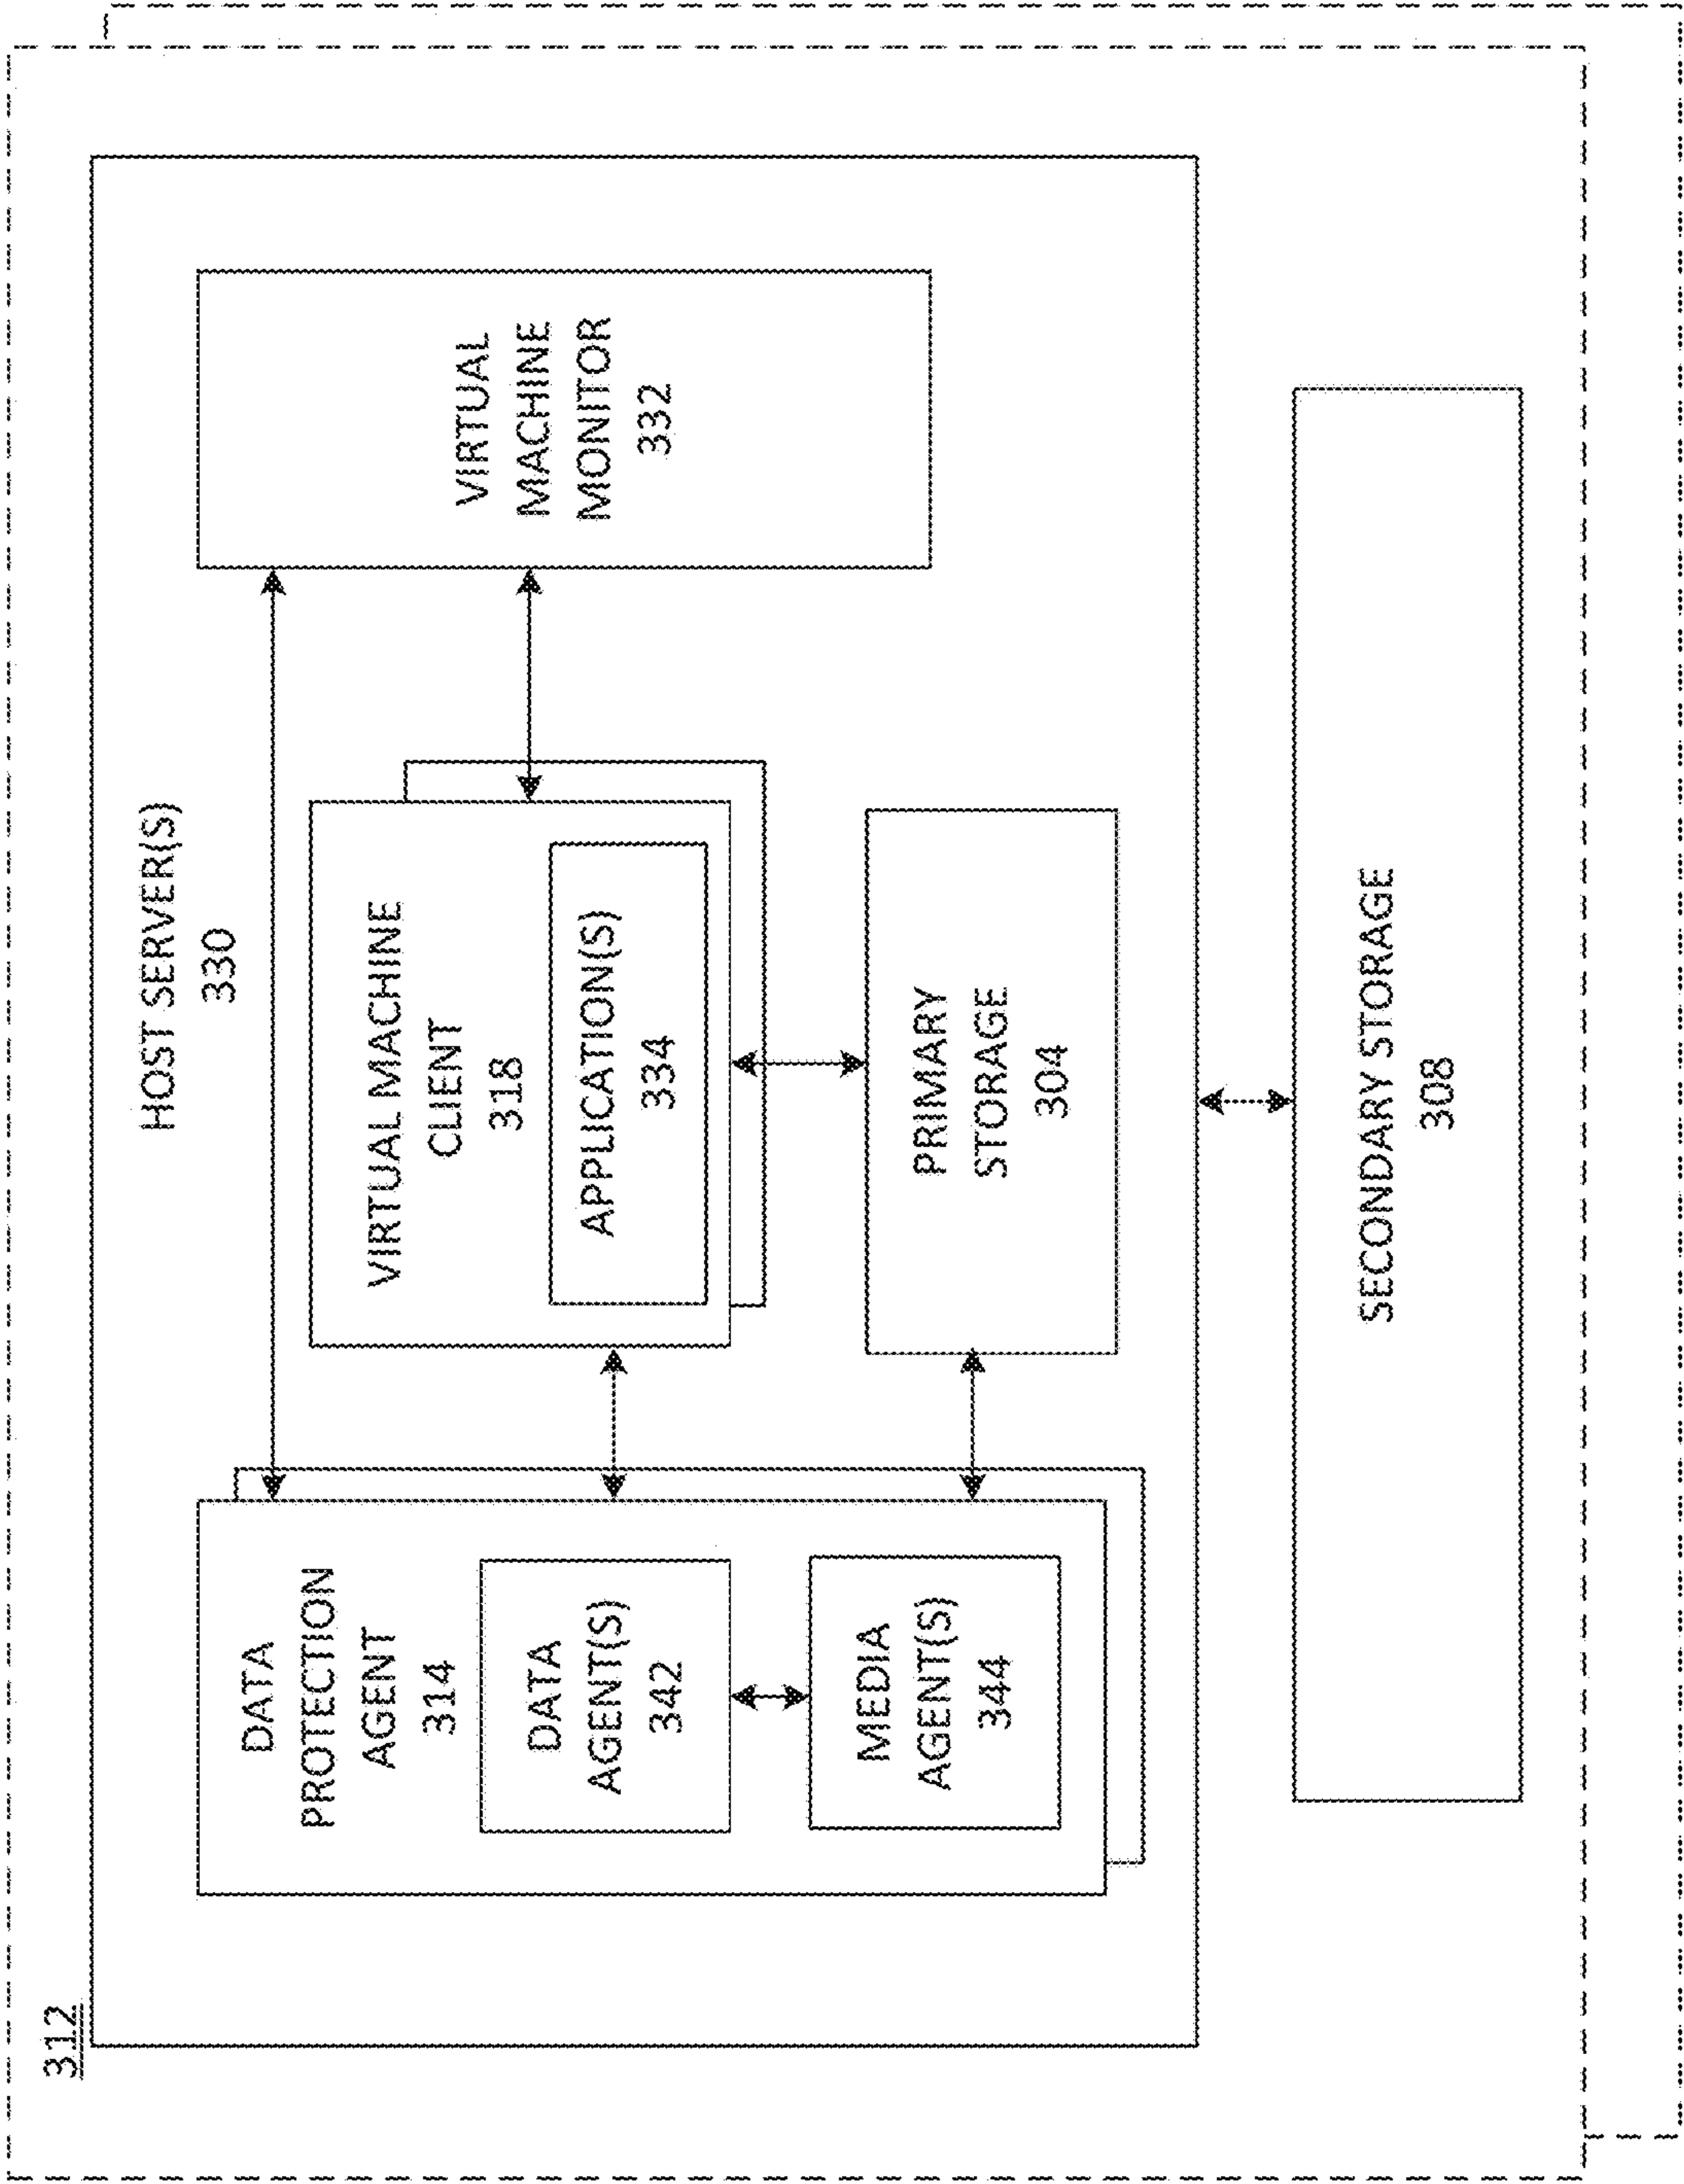 312
HOST SERVER(S)
330
DATA
PROTECTION
AGENT
314
DATA
AGENT(S)
342
MEDIA
AGENT(S)
344
VIRTUAL MACHINE
CLIENT
318
APPLICATION(S)
334
PRIMARY
STORAGE
304
VIRTUAL
MACHINE
MONITOR
332
SECONDARY STORAGE
308